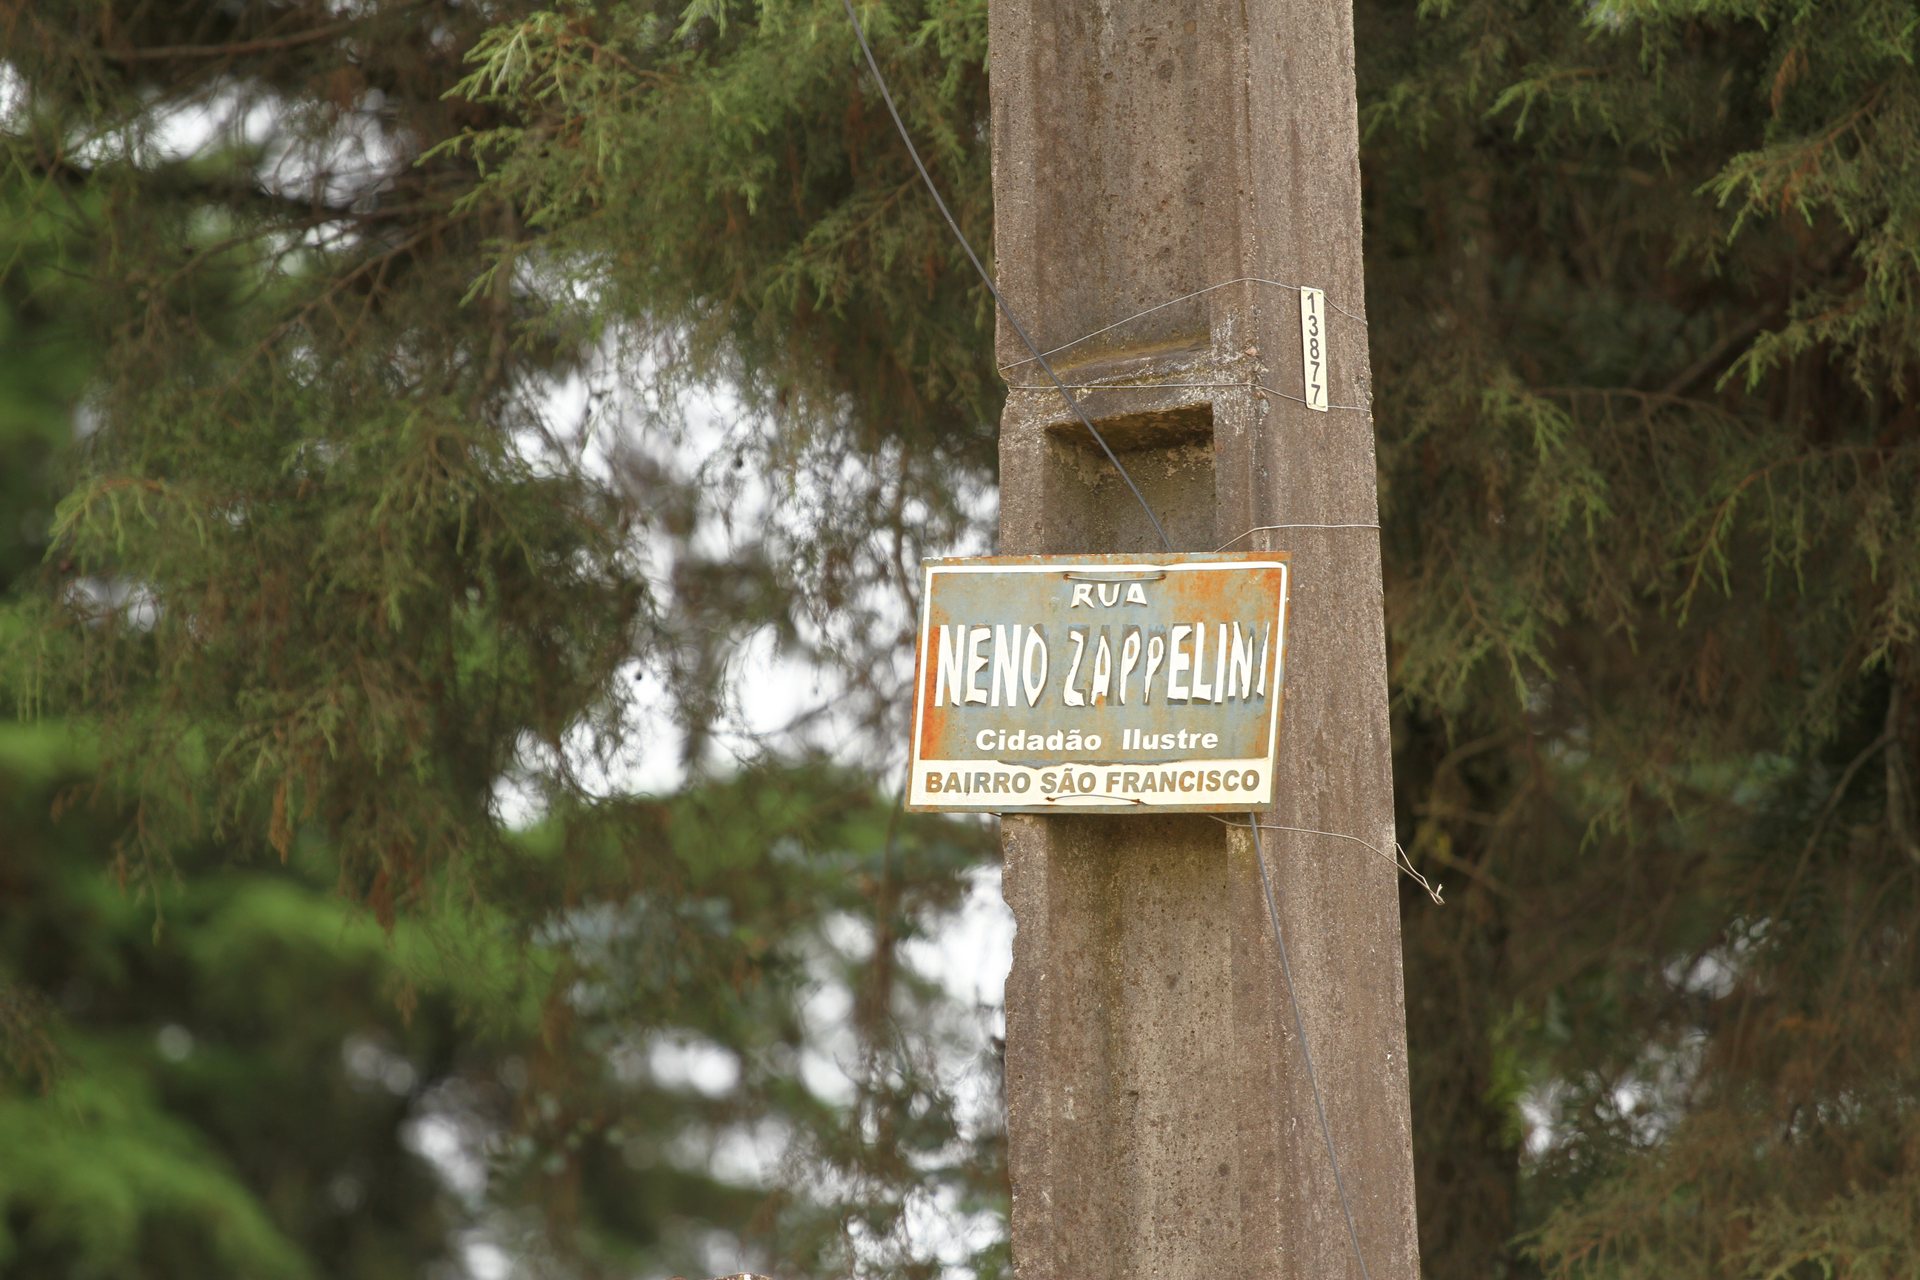 13877
RUA
NENO ZAPPELINI
Cidadão Ilustre
BAIRRO SÃO FRANCISCO